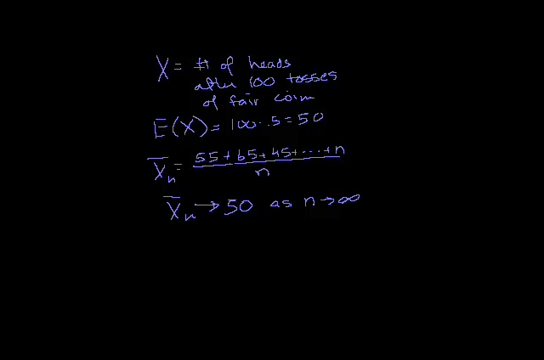 X = # of heads
after 100 tosses
of fair coin
E(X) = 100·.5 = 50
X̄ₙ = (55+65+45+···+n)/n
X̄ₙ → 50 as n→∞